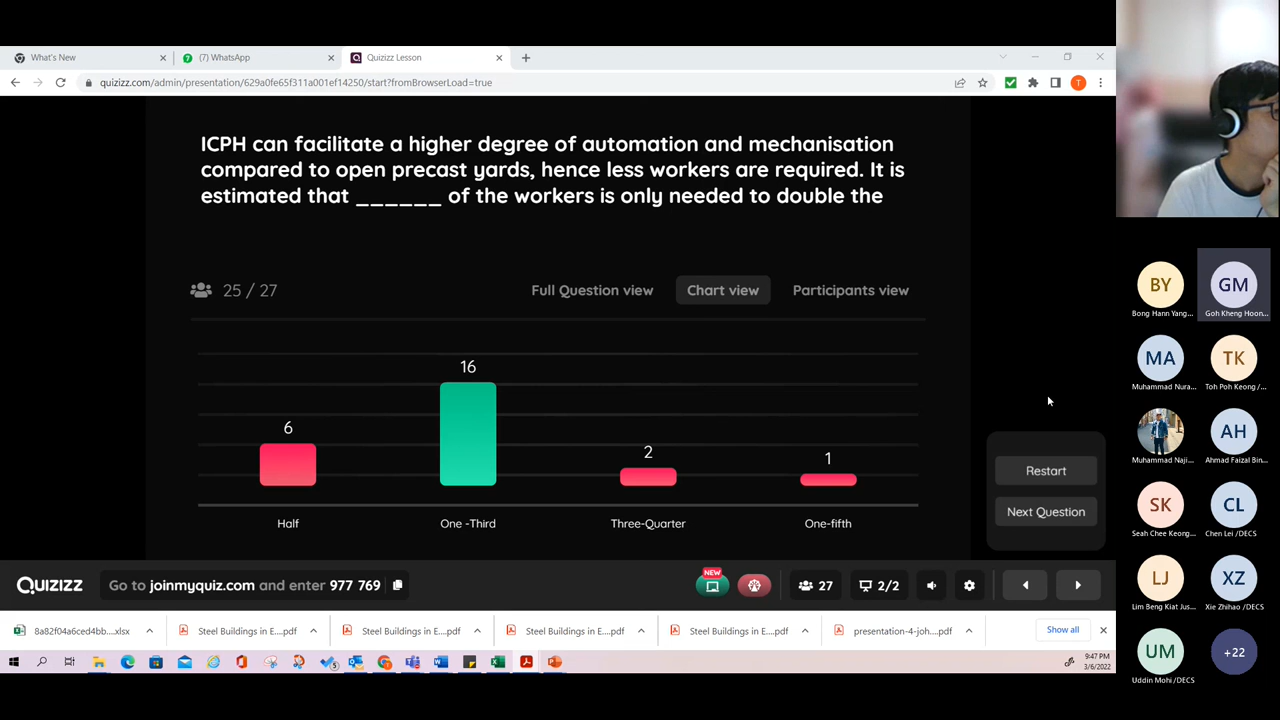 What's New
(7) WhatsApp
Quizizz Lesson
quizizz.com/admin/presentation/629a0fe65f311a001ef14250/start?fromBrowserLoad=true
T
ICPH can facilitate a higher degree of automation and mechanisation
compared to open precast yards, hence less workers are required. It is
estimated that ______ of the workers is only needed to double the
25 / 27
Full Question view
Chart view
Participants view
6
16
2
1
Half
One -Third
Three-Quarter
One-fifth
Restart
Next Question
QUIZIZZ
Go to joinmyquiz.com and enter 977 769
NEW
27
2/2
8a82f04a6ced4bb....xlsx
Steel Buildings in E....pdf
Steel Buildings in E....pdf
Steel Buildings in E....pdf
Steel Buildings in E....pdf
presentation-4-joh....pdf
Show all
9:47 PM
3/6/2022
BY
Bong Hann Yang...
GM
Goh Kheng Hoon...
MA
Muhammad Nura...
TK
Toh Poh Keong /...
Muhammad Naji...
AH
Ahmad Faizal Bin...
SK
Seah Chee Keong...
CL
Chen Lei /DECS
LJ
Lim Beng Kiat Jus...
XZ
Xie Zhihao /DECS
UM
Uddin Mohi /DECS
+22